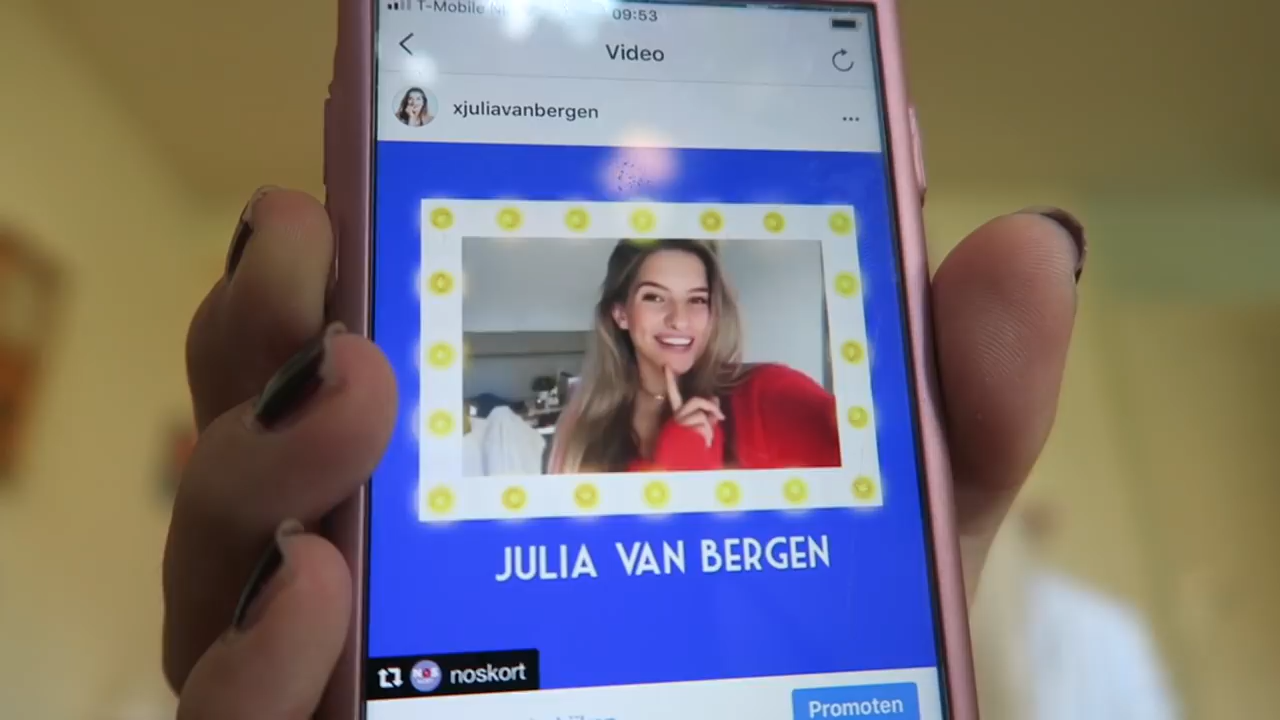 T-Mobile
09:53
Video
xjuliavanbergen
JULIA VAN BERGEN
noskort
Promoten